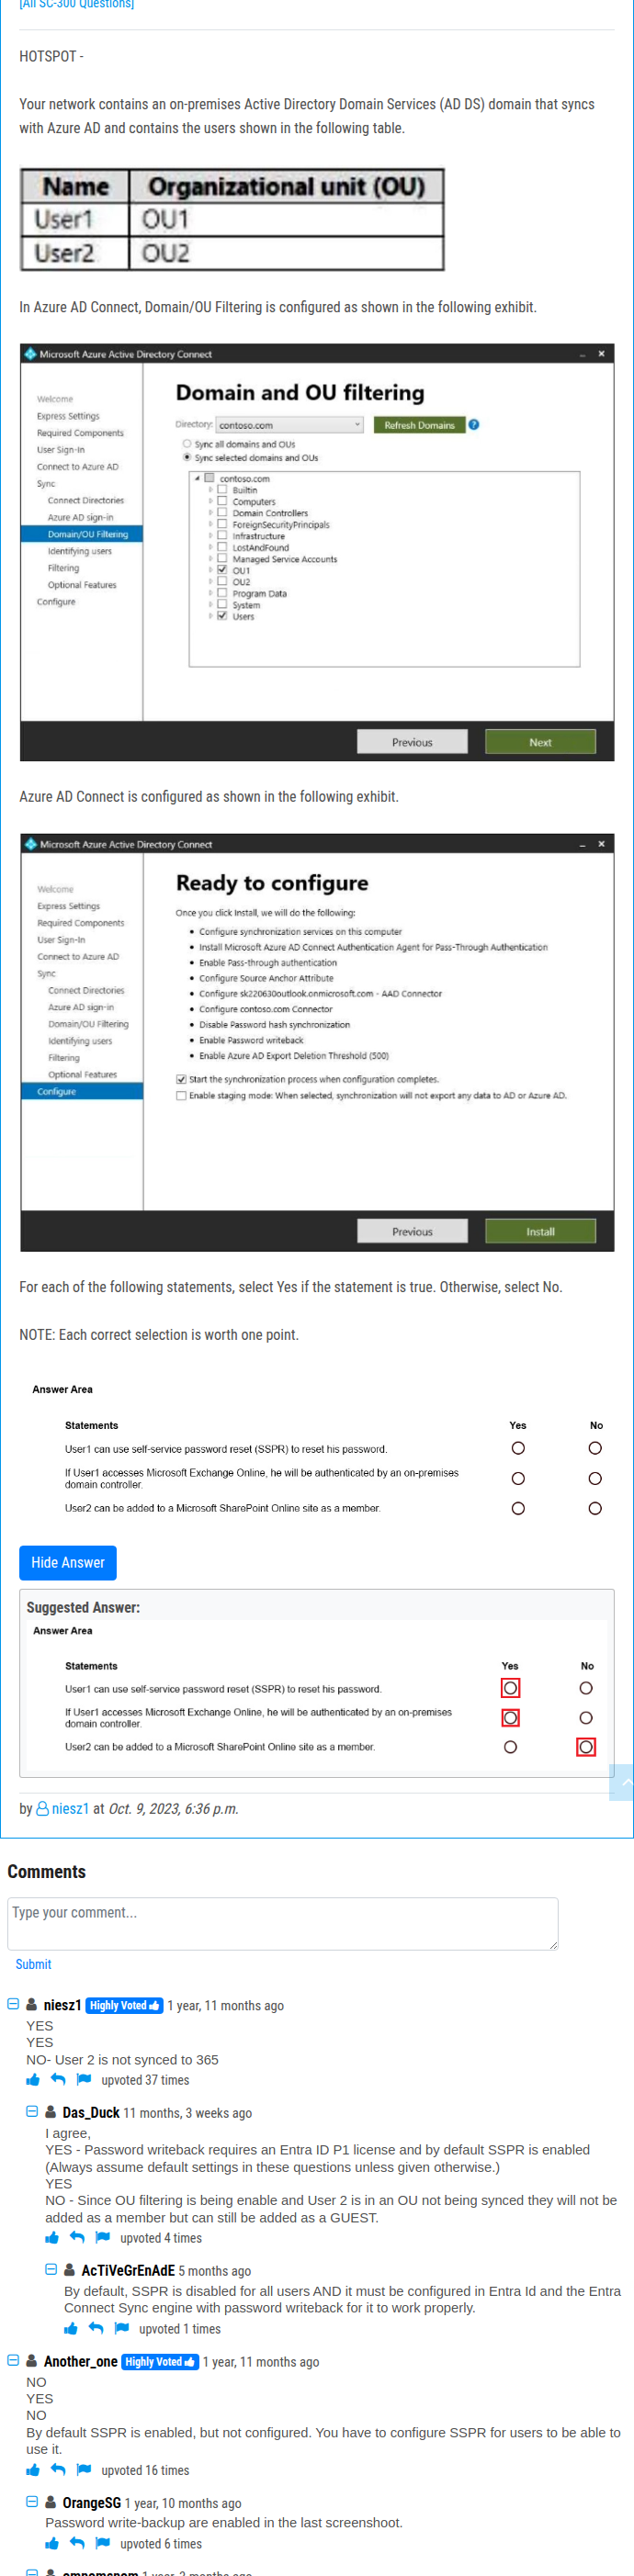 [All SC-300 Questions]
HOTSPOT -
Your network contains an on-premises Active Directory Domain Services (AD DS) domain that syncs
with Azure AD and contains the users shown in the following table.
Name Organizational unit (OU)
User1 OU1
User2 OU2
In Azure AD Connect, Domain/OU Filtering is configured as shown in the following exhibit.
Microsoft Azure Active Directory Connect
Welcome
Express Settings
Required Components
User Sign-In
Connect to Azure AD
Sync
Connect Directories
Azure AD sign-in
Domain/OU Filtering
Identifying users
Filtering
Optional Features
Configure
Domain and OU filtering
Directory: contoso.com Refresh Domains ?
Sync all domains and OUs
Sync selected domains and OUs
contoso.com
Builtin
Computers
Domain Controllers
ForeignSecurityPrincipals
Infrastructure
LostAndFound
Managed Service Accounts
OU1
OU2
Program Data
System
Users
Previous Next
Azure AD Connect is configured as shown in the following exhibit.
Microsoft Azure Active Directory Connect
Welcome
Express Settings
Required Components
User Sign-In
Connect to Azure AD
Sync
Connect Directories
Azure AD sign-in
Domain/OU Filtering
Identifying users
Filtering
Optional Features
Configure
Ready to configure
Once you click Install, we will do the following:
• Configure synchronization services on this computer
• Install Microsoft Azure AD Connect Authentication Agent for Pass-Through Authentication
• Enable Pass-through authentication
• Configure Source Anchor Attribute
• Configure sk220630outlook.onmicrosoft.com - AAD Connector
• Configure contoso.com Connector
• Disable Password hash synchronization
• Enable Password writeback
• Enable Azure AD Export Deletion Threshold (500)
Start the synchronization process when configuration completes.
Enable staging mode: When selected, synchronization will not export any data to AD or Azure AD.
Previous Install
For each of the following statements, select Yes if the statement is true. Otherwise, select No.
NOTE: Each correct selection is worth one point.
Answer Area
Statements Yes No
User1 can use self-service password reset (SSPR) to reset his password.
If User1 accesses Microsoft Exchange Online, he will be authenticated by an on-premises
domain controller.
User2 can be added to a Microsoft SharePoint Online site as a member.
Hide Answer
Suggested Answer:
Answer Area
Statements Yes No
User1 can use self-service password reset (SSPR) to reset his password.
If User1 accesses Microsoft Exchange Online, he will be authenticated by an on-premises
domain controller.
User2 can be added to a Microsoft SharePoint Online site as a member.
by niesz1 at Oct. 9, 2023, 6:36 p.m.
Comments
Type your comment...
Submit
niesz1 Highly Voted 1 year, 11 months ago
YES
YES
NO- User 2 is not synced to 365
upvoted 37 times
Das_Duck 11 months, 3 weeks ago
I agree,
YES - Password writeback requires an Entra ID P1 license and by default SSPR is enabled
(Always assume default settings in these questions unless given otherwise.)
YES
NO - Since OU filtering is being enable and User 2 is in an OU not being synced they will not be
added as a member but can still be added as a GUEST.
upvoted 4 times
AcTiVeGrEnAdE 5 months ago
By default, SSPR is disabled for all users AND it must be configured in Entra Id and the Entra
Connect Sync engine with password writeback for it to work properly.
upvoted 1 times
Another_one Highly Voted 1 year, 11 months ago
NO
YES
NO
By default SSPR is enabled, but not configured. You have to configure SSPR for users to be able to
use it.
upvoted 16 times
OrangeSG 1 year, 10 months ago
Password write-backup are enabled in the last screenshoot.
upvoted 6 times